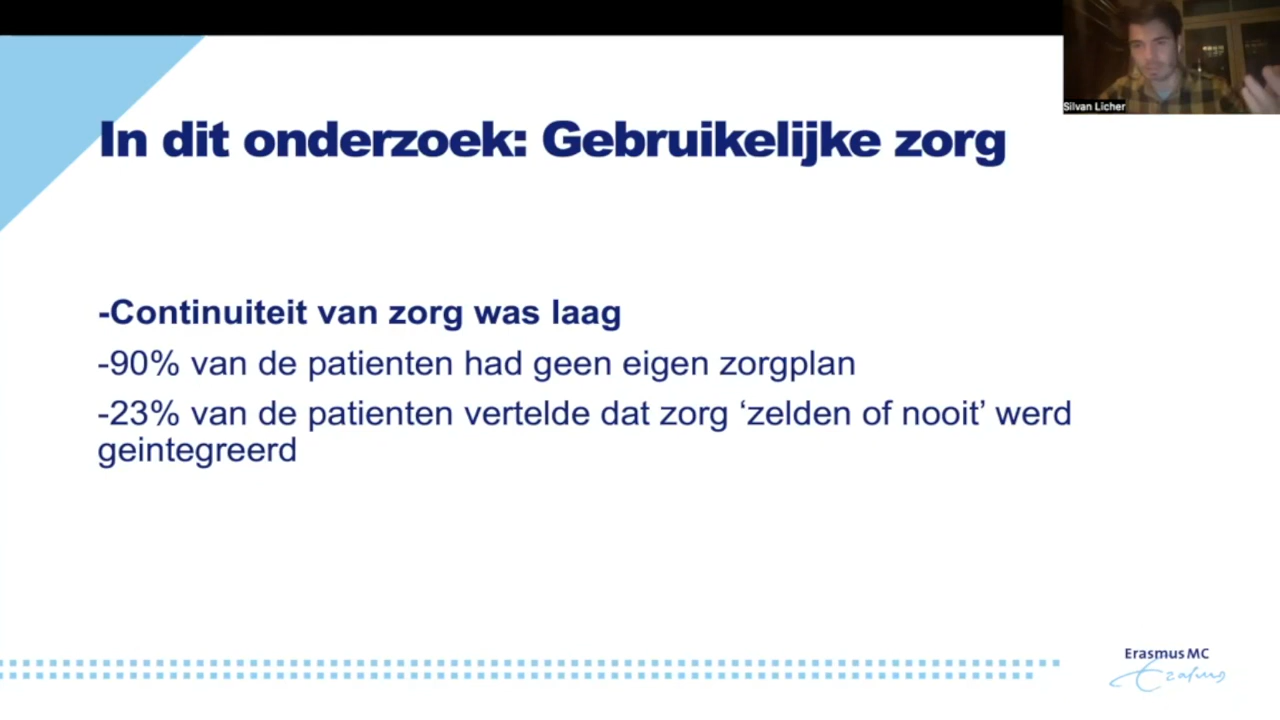 Silvan Licher
In dit onderzoek: Gebruikelijke zorg
-Continuiteit van zorg was laag
-90% van de patienten had geen eigen zorgplan
-23% van de patienten vertelde dat zorg ‘zelden of nooit’ werd
geintegreerd
Erasmus MC
Erasmus